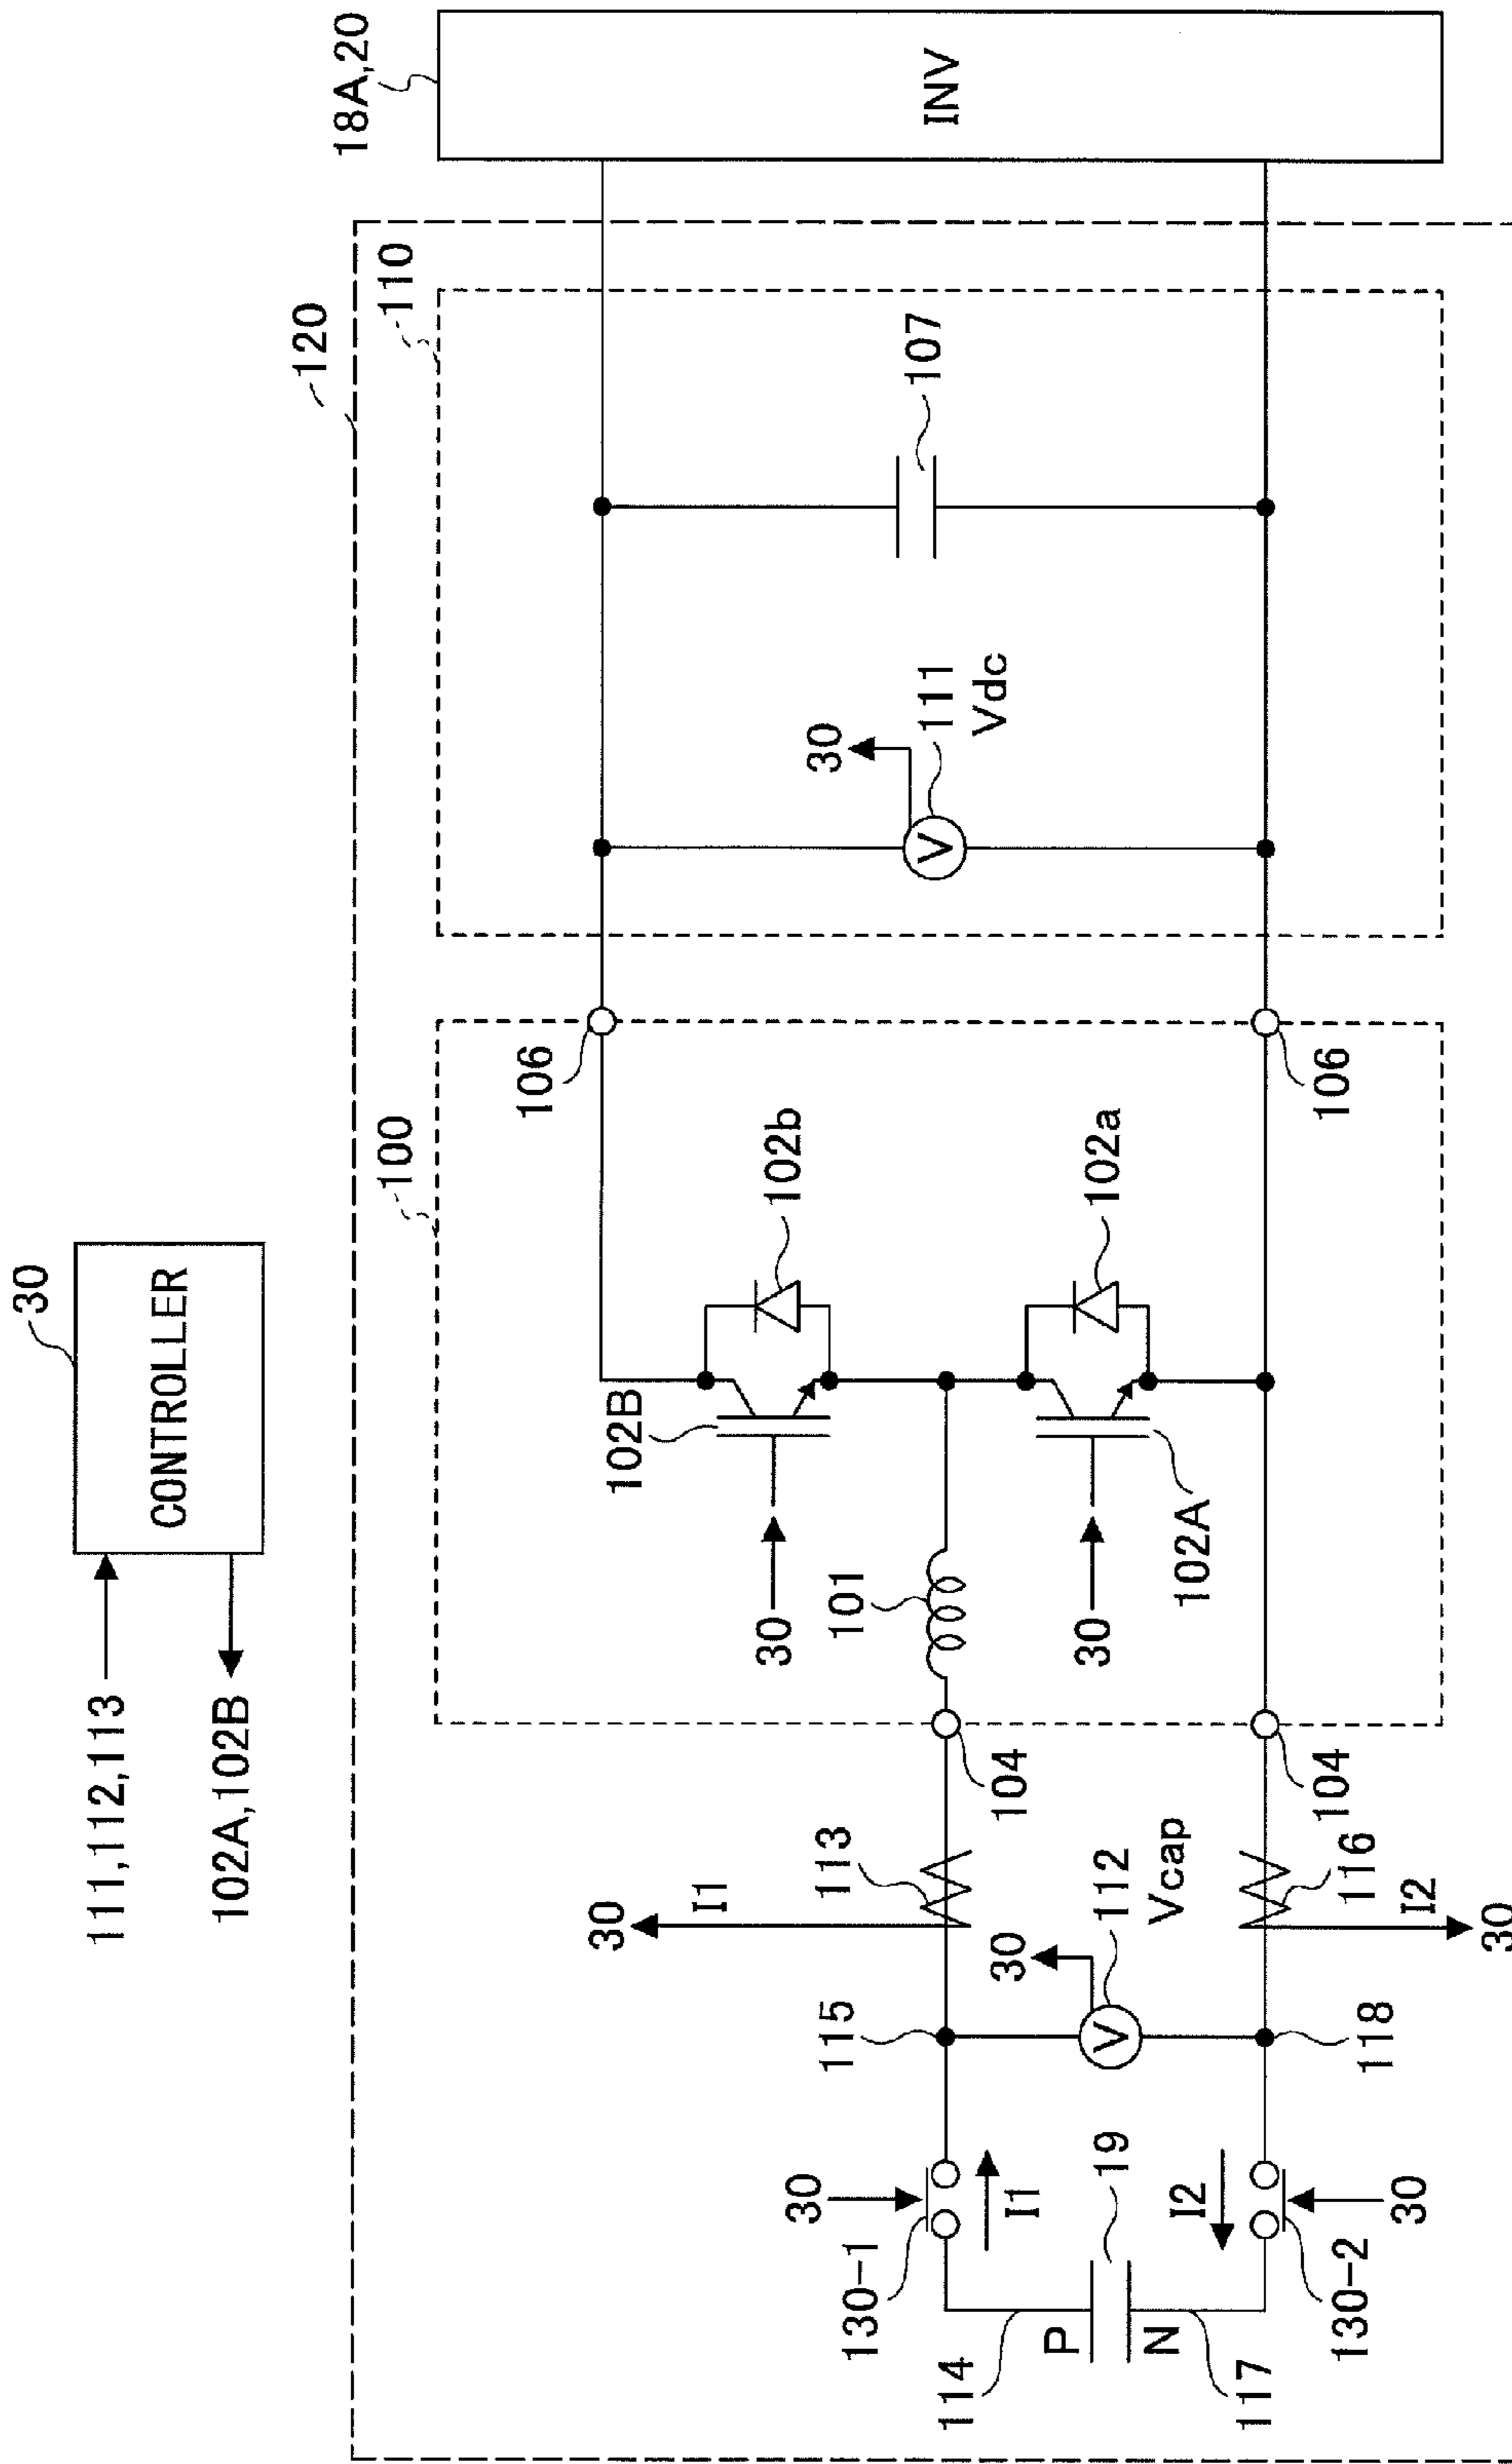 30
CONTROLLER
111,112,113
102A,102B
120
18A,20
INV
100
110
106
102b
102B
30
101
30
102A
102a
106
107
30
111
Vdc
104
104
I1
30
113
30
112
Vcap
116
I2
30
115
118
30
130-1
I1
19
I2
30
130-2
114
P
N
117